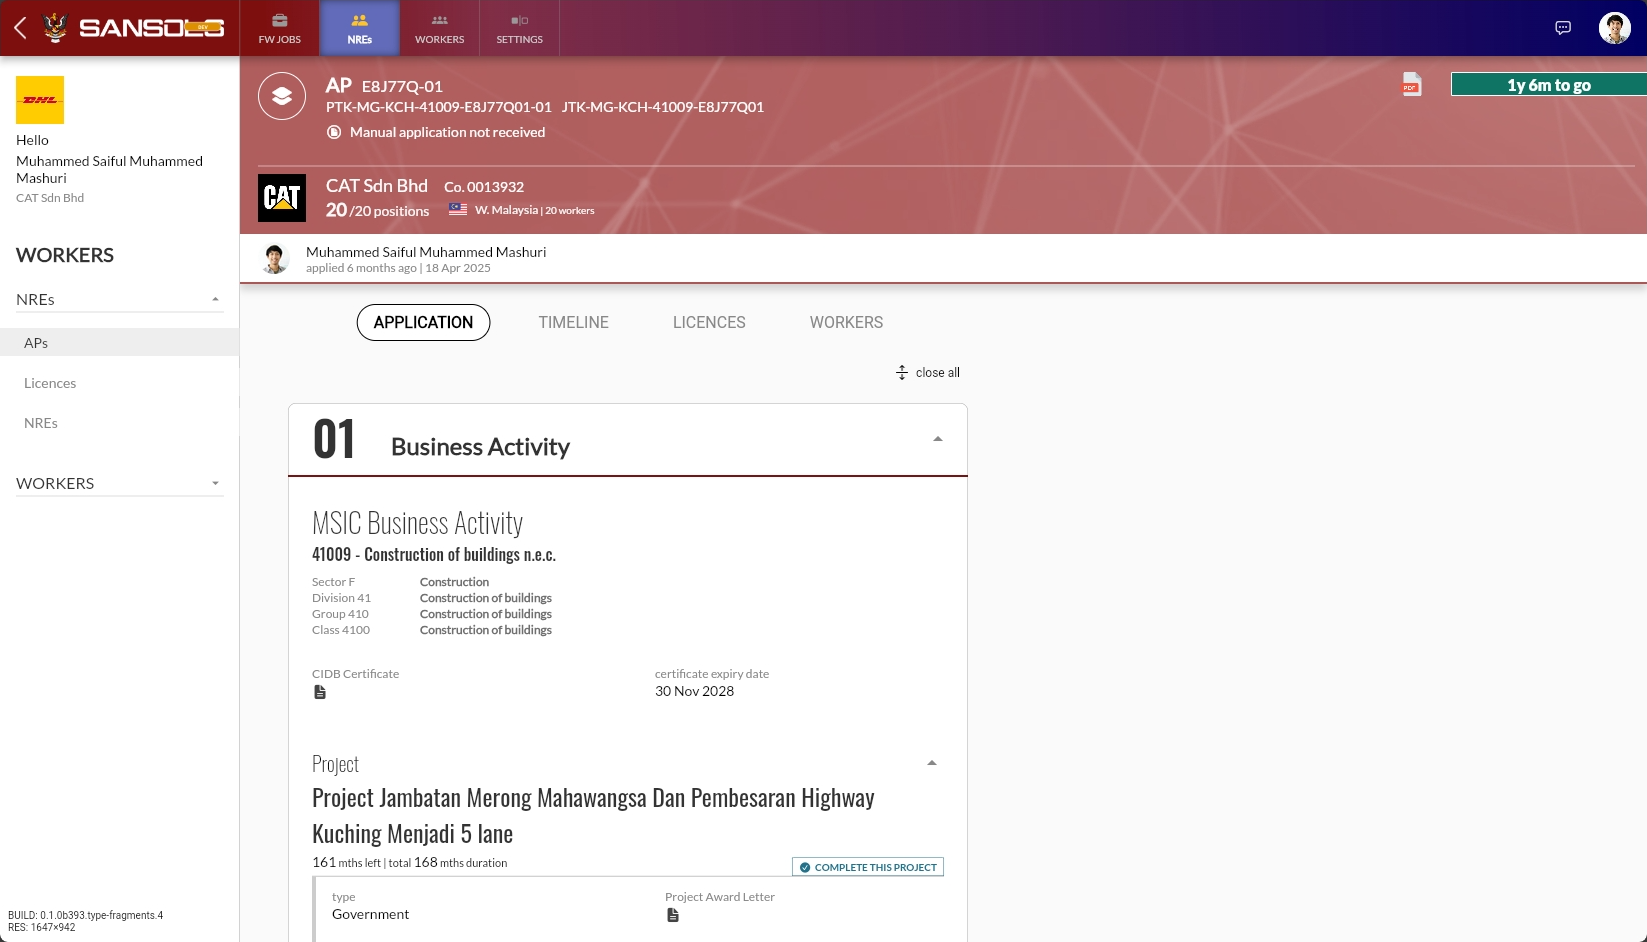 SANSOLS
DEV
FW JOBS
NREs
WORKERS
SETTINGS
DHL
Hello
Muhammed Saiful Muhammed
Mashuri
CAT Sdn Bhd
WORKERS
NREs
APs
Licences
NREs
WORKERS
BUILD: 0.1.0b393.type-fragments.4
RES: 1647×942
AP E8J77Q-01
PTK-MG-KCH-41009-E8J77Q01-01 JTK-MG-KCH-41009-E8J77Q01
Manual application not received
PDF
1y 6m to go
CAT
CAT Sdn Bhd Co. 0013932
20 /20 positions W. Malaysia | 20 workers
Muhammed Saiful Muhammed Mashuri
applied 6 months ago | 18 Apr 2025
APPLICATION
TIMELINE
LICENCES
WORKERS
close all
01 Business Activity
MSIC Business Activity
41009 - Construction of buildings n.e.c.
Sector F Construction
Division 41 Construction of buildings
Group 410 Construction of buildings
Class 4100 Construction of buildings
CIDB Certificate
certificate expiry date
30 Nov 2028
Project
Project Jambatan Merong Mahawangsa Dan Pembesaran Highway
Kuching Menjadi 5 lane
161 mths left | total 168 mths duration
COMPLETE THIS PROJECT
type
Government
Project Award Letter